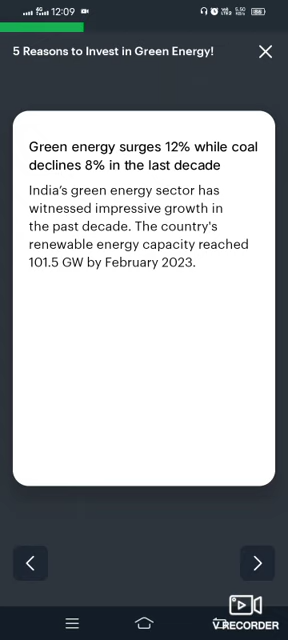 4G 12:09
5 Reasons to Invest in Green Energy!
Green energy surges 12% while coal
declines 8% in the last decade
India's green energy sector has
witnessed impressive growth in
the past decade. The country's
renewable energy capacity reached
101.5 GW by February 2023.
V RECORDER